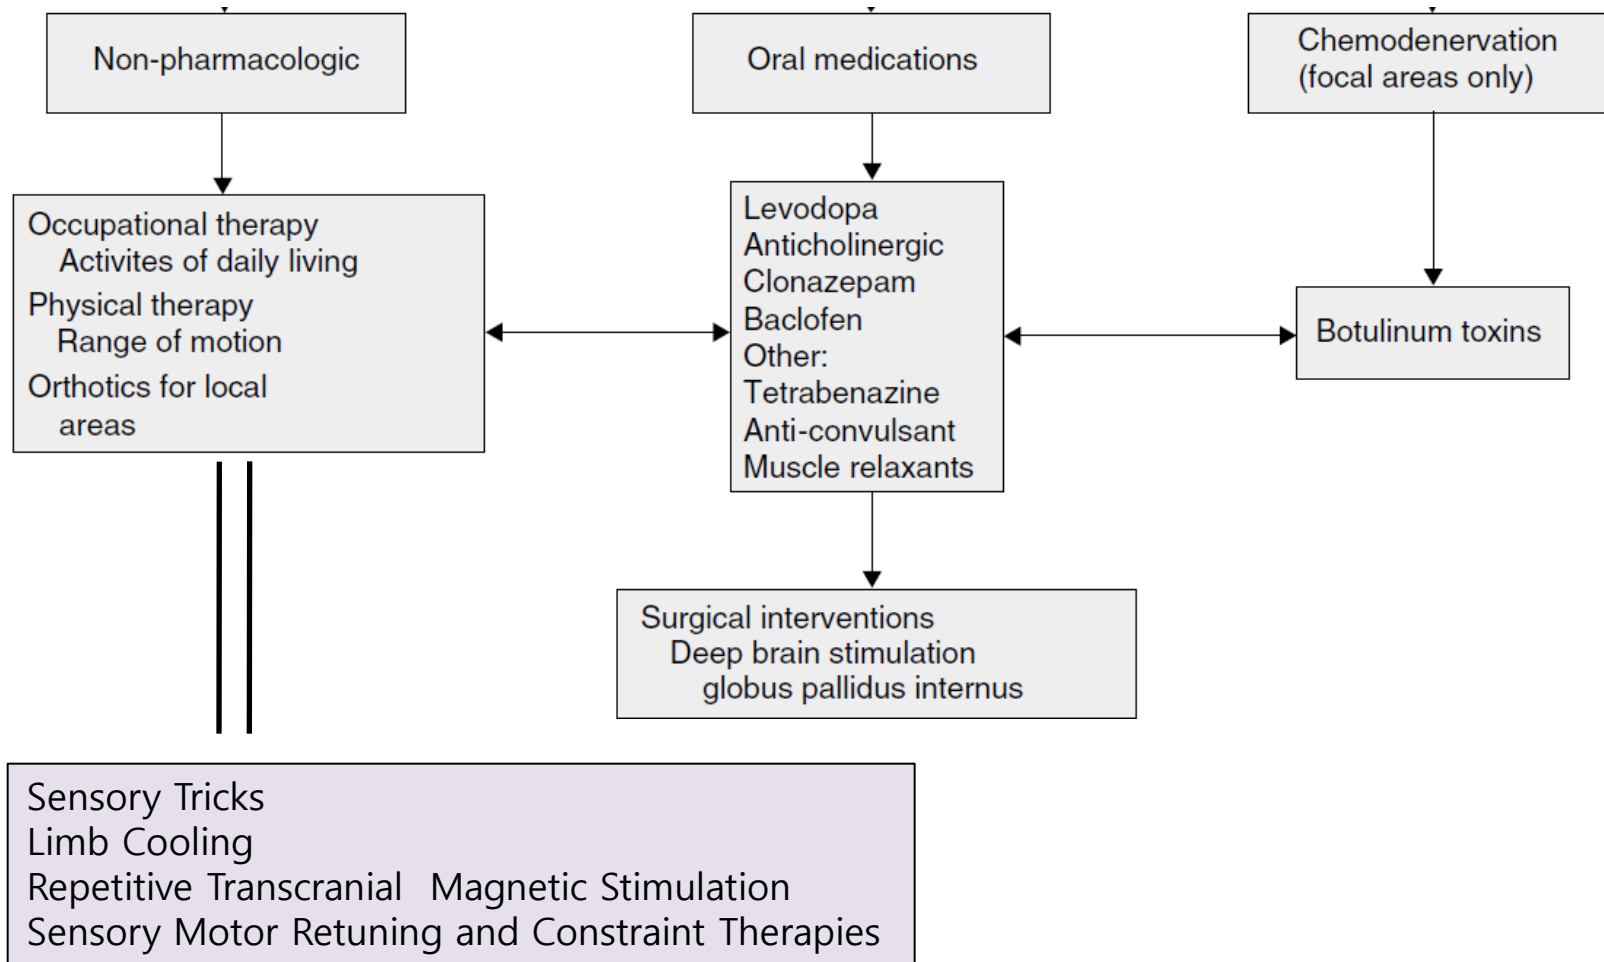 Non-pharmacologic
Oral medications
Chemodenervation
(focal areas only)
Occupational therapy
Activites of daily living
Physical therapy
Range of motion
Orthotics for local
areas
Levodopa
Anticholinergic
Clonazepam
Baclofen
Other:
Tetrabenazine
Anti-convulsant
Muscle relaxants
Botulinum toxins
Surgical interventions
Deep brain stimulation
globus pallidus internus
Sensory Tricks
Limb Cooling
Repetitive Transcranial  Magnetic Stimulation
Sensory Motor Retuning and Constraint Therapies